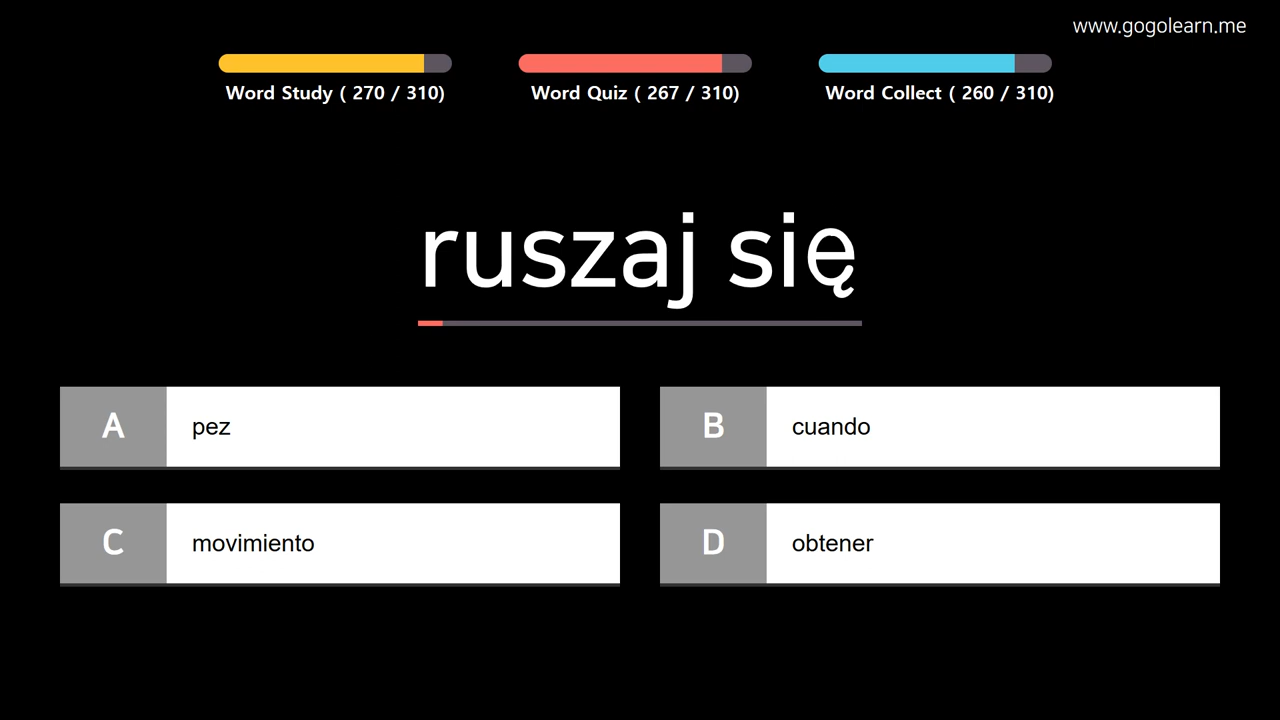 www.gogolearn.me
Word Study ( 270 / 310)
Word Quiz ( 267 / 310)
Word Collect ( 260 / 310)
ruszaj się
A
pez
B
cuando
C
movimiento
D
obtener